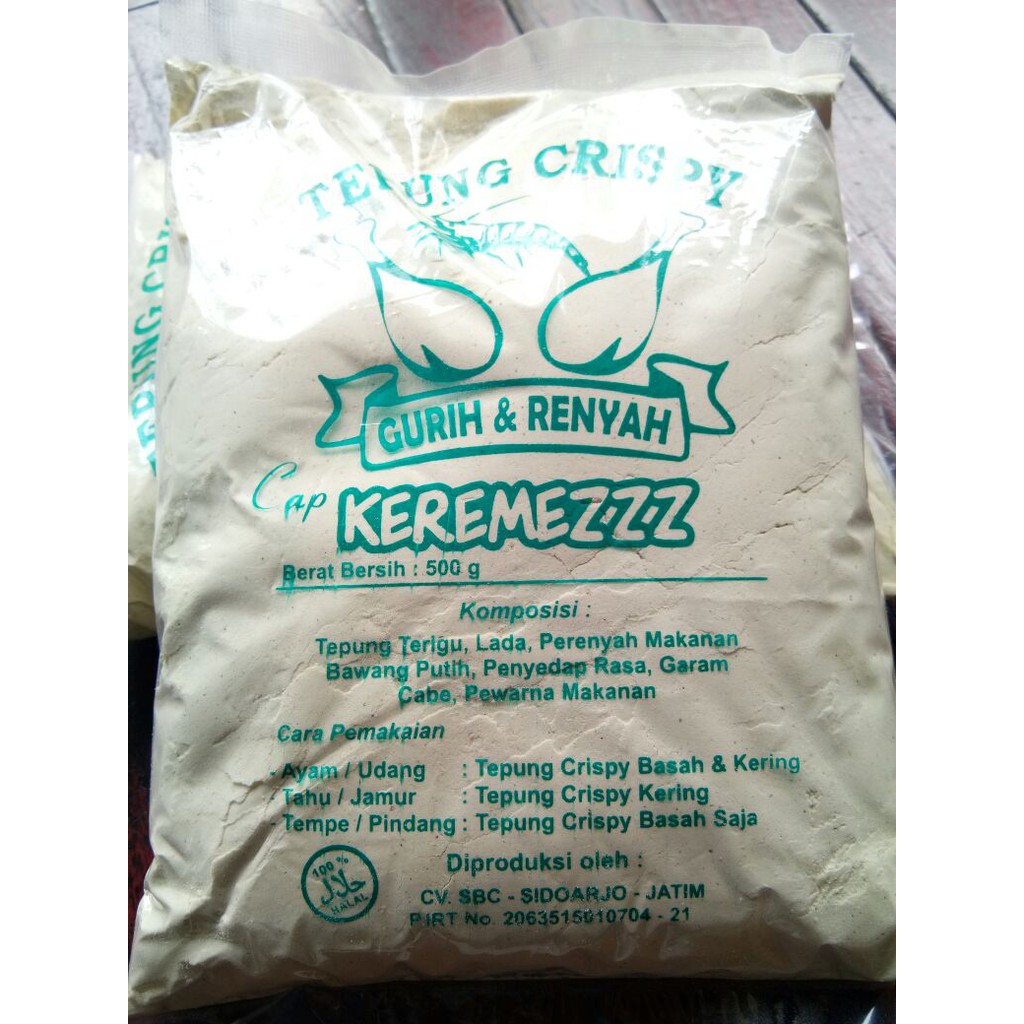 TEPUNG CRISPY
GURIH & RENYAH
Cap KEREMEZZZ
Berat Bersih : 500 g
Komposisi :
Tepung Terigu, Lada, Perenyah Makanan
Bawang Putih, Penyedap Rasa, Garam
Cabe, Pewarna Makanan
Cara Pemakaian
- Ayam / Udang : Tepung Crispy Basah & Kering
- Tahu / Jamur : Tepung Crispy Kering
- Tempe / Pindang : Tepung Crispy Basah Saja
100 %
حلال
HALAL
Diproduksi oleh :
CV. SBC - SIDOARJO - JATIM
PJRT No. 2063515010704 - 21